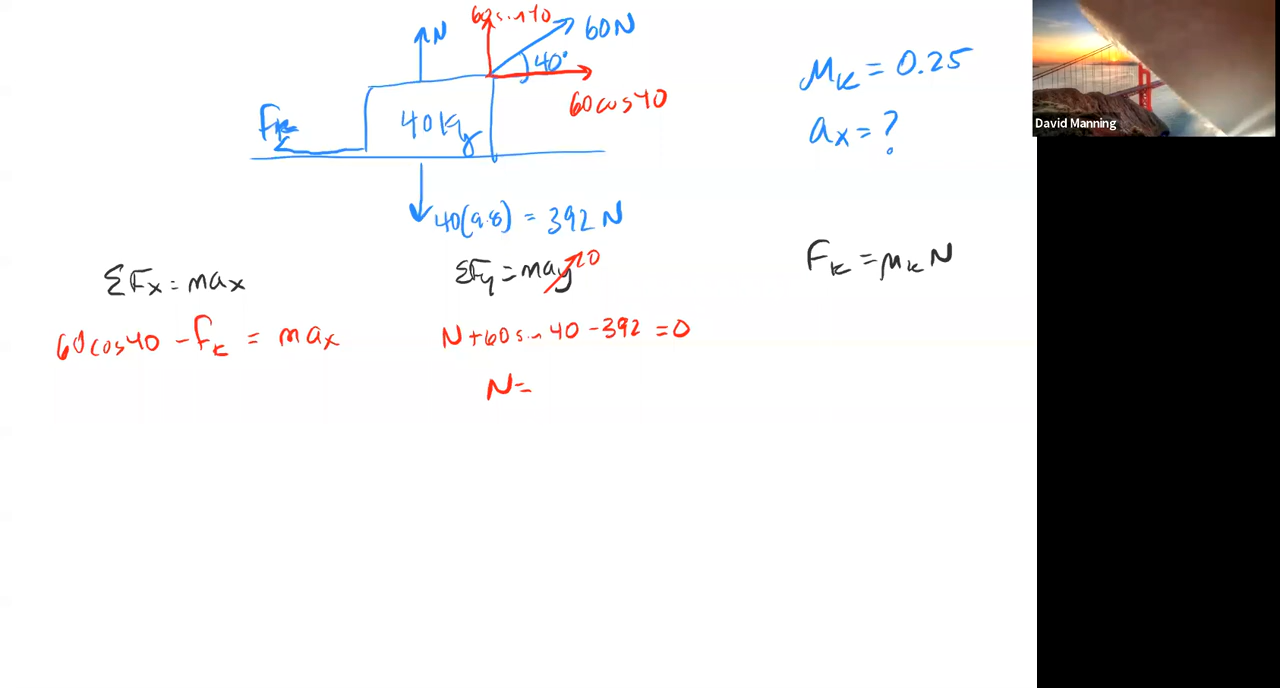 60sin40
N
60N
40°
60cos40
Fk
40kg
40(9.8) = 392 N
μk = 0.25
ax = ?
David Manning
ΣFx = max
ΣFy = may 0
Fk = μkN
60cos40 - fk = max
N + 60sin40 - 392 = 0
N=